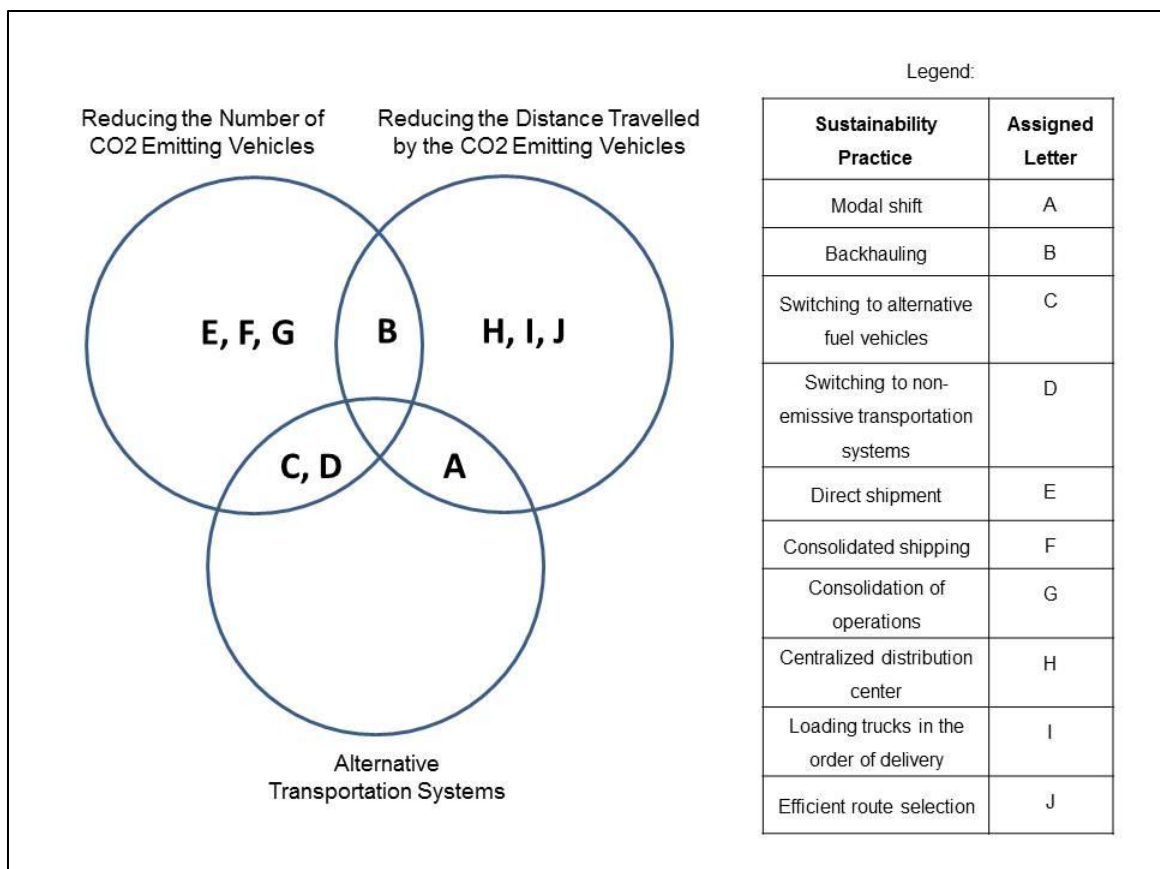 Reducing the Number of
CO2 Emitting Vehicles
Reducing the Distance Travelled
by the CO2 Emitting Vehicles
E, F, G
B
H, I, J
C, D
A
Alternative
Transportation Systems
Legend:
Sustainability
Practice
Assigned
Letter
Modal shift
A
Backhauling
B
Switching to alternative
fuel vehicles
C
Switching to non-
emissive transportation
systems
D
Direct shipment
E
Consolidated shipping
F
Consolidation of
operations
G
Centralized distribution
center
H
Loading trucks in the
order of delivery
I
Efficient route selection
J